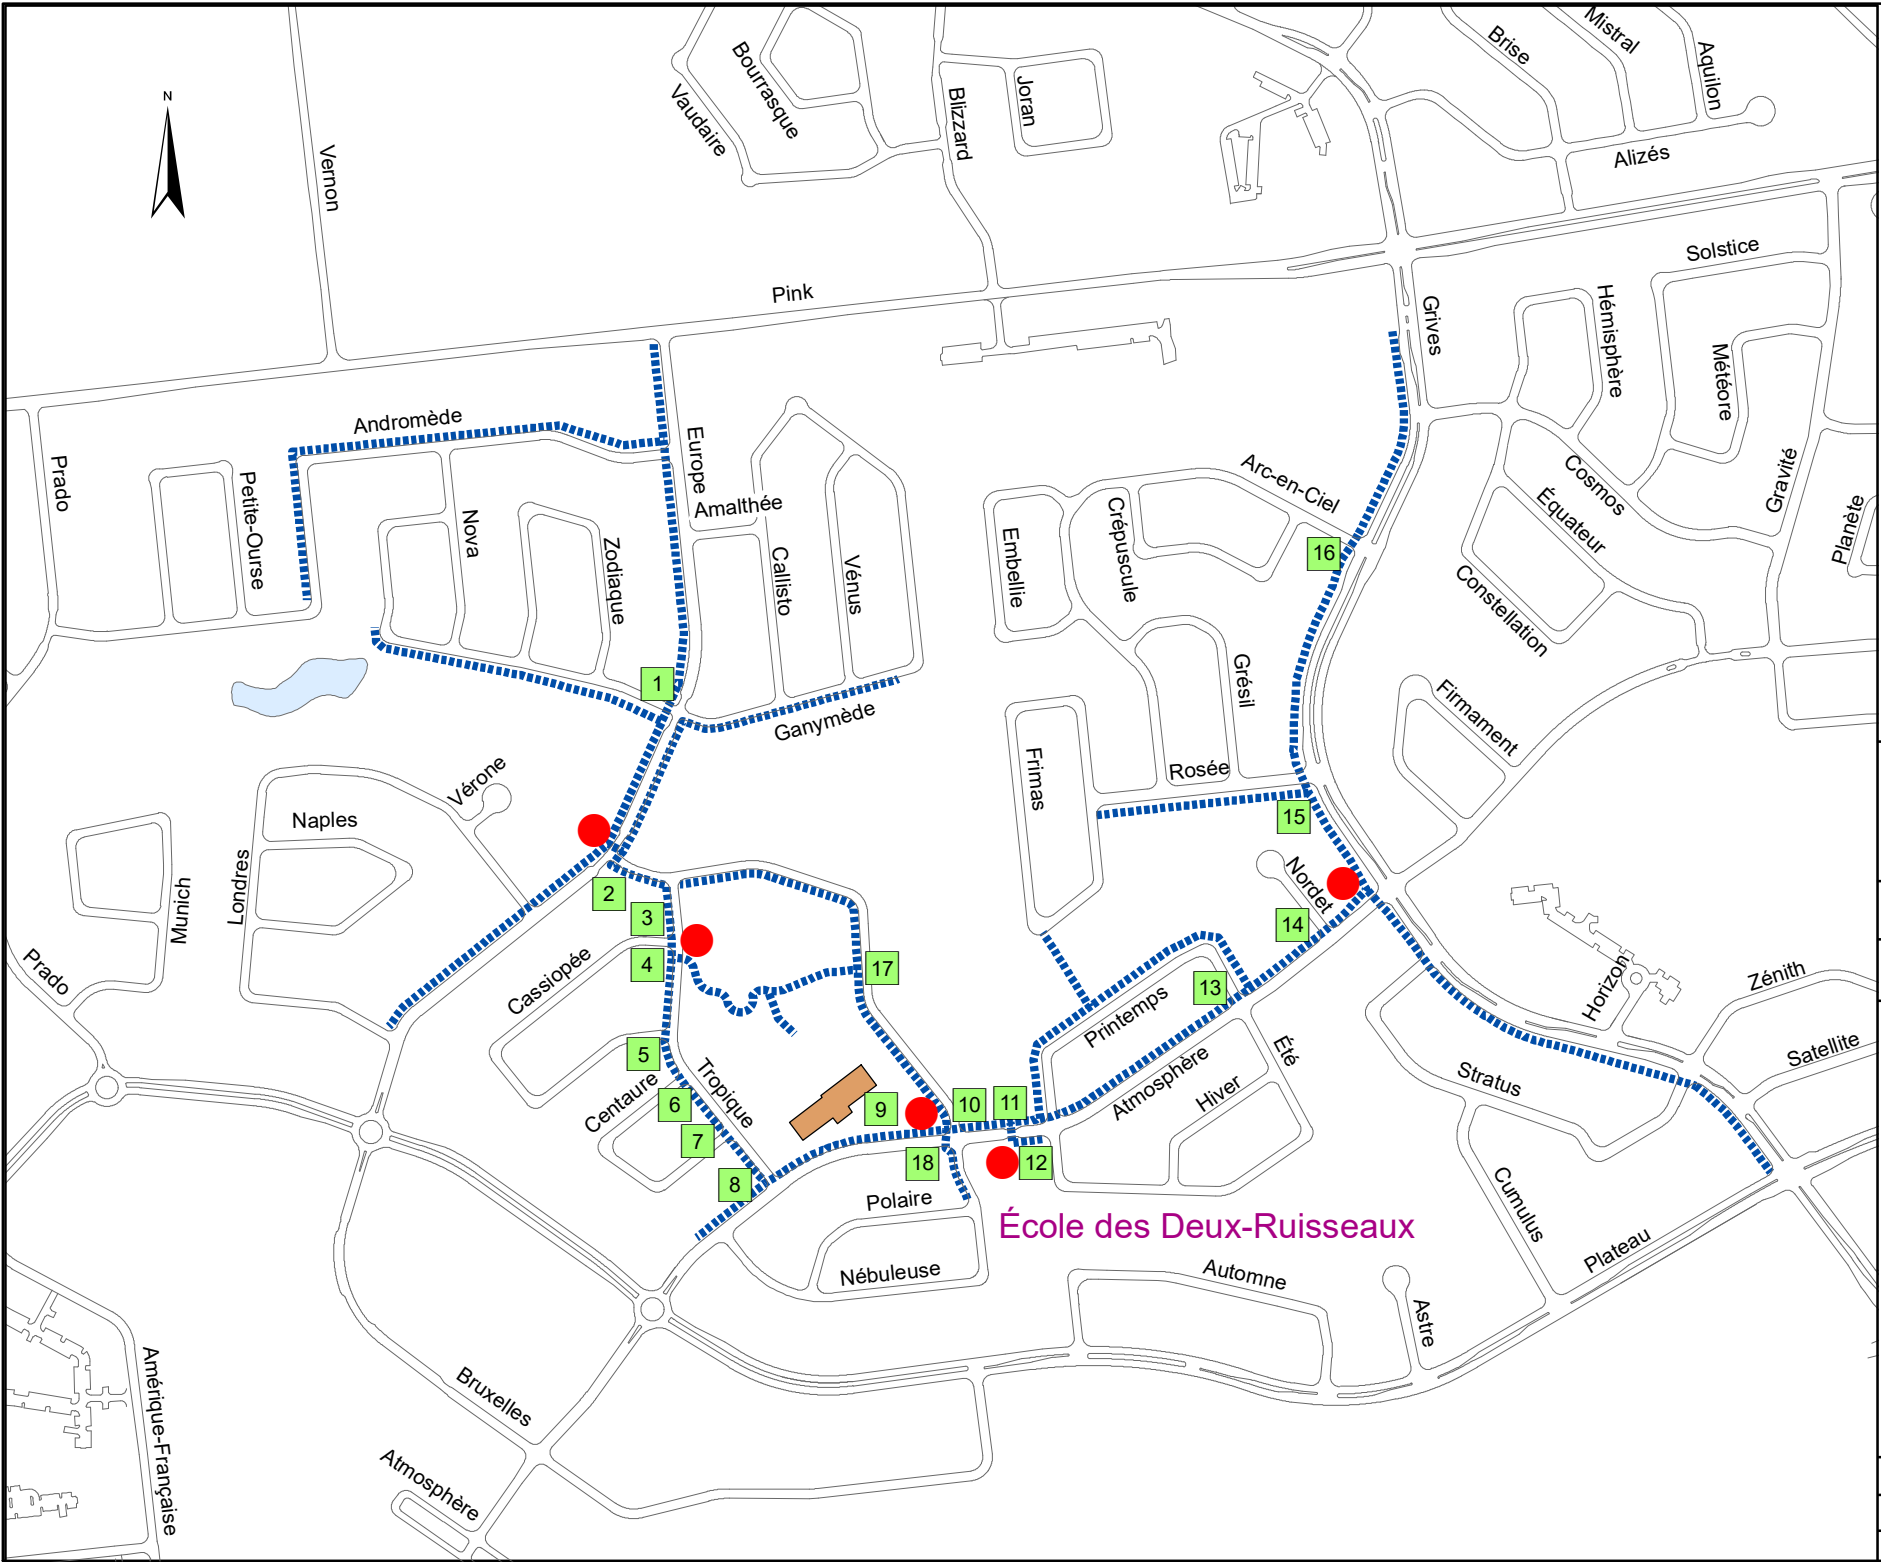 Mistral
Brise
Aquilon
Bourrasque
Vaudaire
Blizzard
Joran
N
Vernon
Alizés
Solstice
Pink
Grives
Hémisphère
Météore
Andromède
Europe
Prado
Petite-Ourse
Amalthée
Arc-en-Ciel
Cosmos
Gravité
Nova
Zodiaque
Callisto
Vénus
Embellie
Crépuscule
Équateur
Planète
16
Constellation
1
Grésil
Ganymède
Firmament
Vérone
Frimas
Rosée
Naples
15
Londres
Munich
2
3
Nordet
14
4
17
Cassiopée
Prado
13
Printemps
Horizon
Zénith
5
Tropique
Été
Satellite
Centaure
6
9
10
11
Atmosphère
Hiver
Stratus
7
8
18
12
Polaire
Cumulus
École des Deux-Ruisseaux
Plateau
Nébuleuse
Automne
Astre
Amérique-Française
Bruxelles
Atmosphère